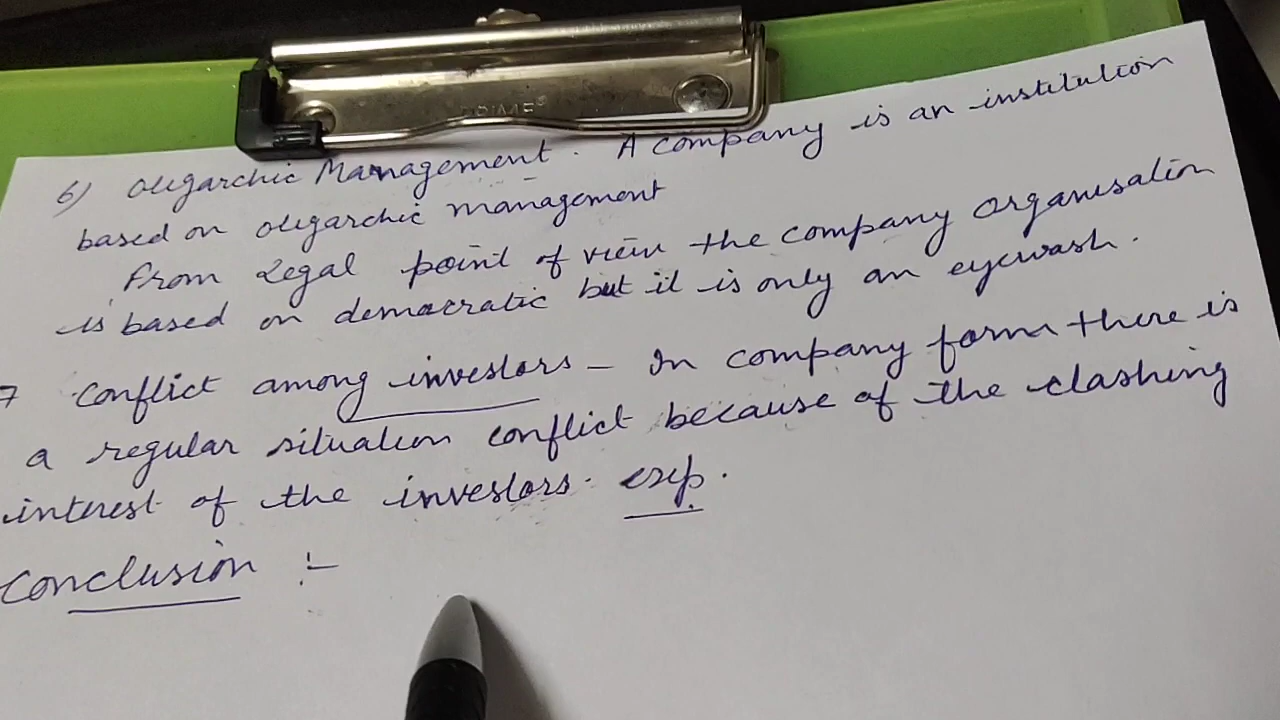 6) Oligarchic Management. A company is an institution
based on oligarchic management
From Legal point of view the company organisation
is based on democratic but it is only an eyewash.
7 Conflict among investors - In company form there is
a regular situation conflict because of the clashing
interest of the investors. exp.
Conclusion :-